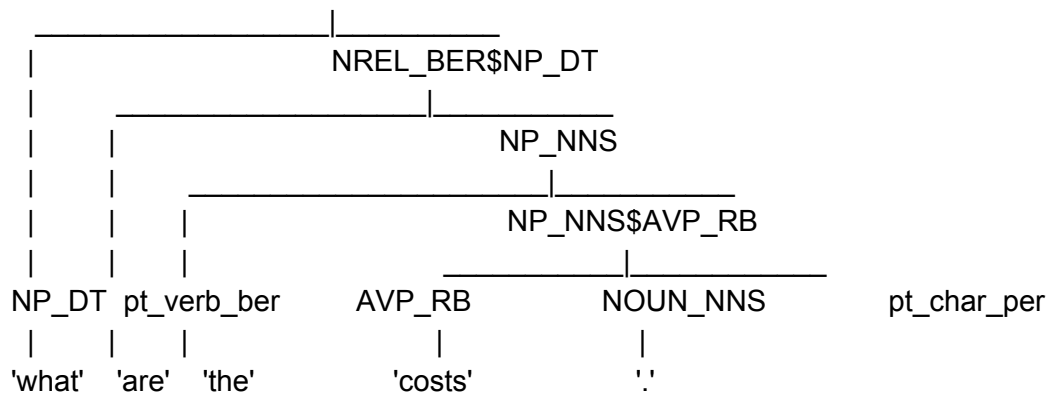 NREL_BER$NP_DT
NP_NNS
NP_NNS$AVP_RB
NP_DT pt_verb_ber AVP_RB NOUN_NNS pt_char_per
'what' 'are' 'the' 'costs' '.'